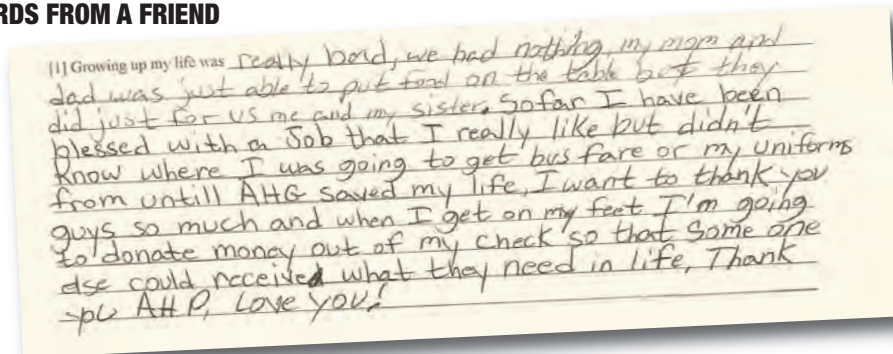 RDS FROM A FRIEND
[1] Growing up my life was really bord, we had nothing, my mom and
dad was just able to put food on the table but they
did just for us me and my sister. Sofar I have been
blessed with a Job that I really like but didn't
know where I was going to get bus fare or my uniforms
from untill AHG saved my life, I want to thank you
guys so much and when I get on my feet I'm going
to donate money out of my check so that some one
else could received what they need in life, Thank
AHP, Love you!